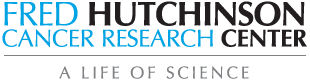 FRED HUTCHINSON
CANCER RESEARCH CENTER
A LIFE OF SCIENCE